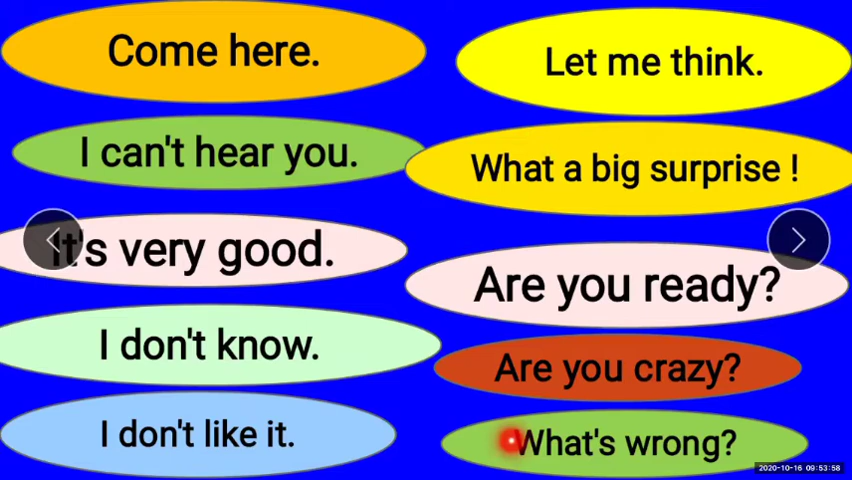 Come here.
I can't hear you.
It's very good.
I don't know.
I don't like it.
Let me think.
What a big surprise !
Are you ready?
Are you crazy?
What's wrong?
2020-10-16 09:53:58